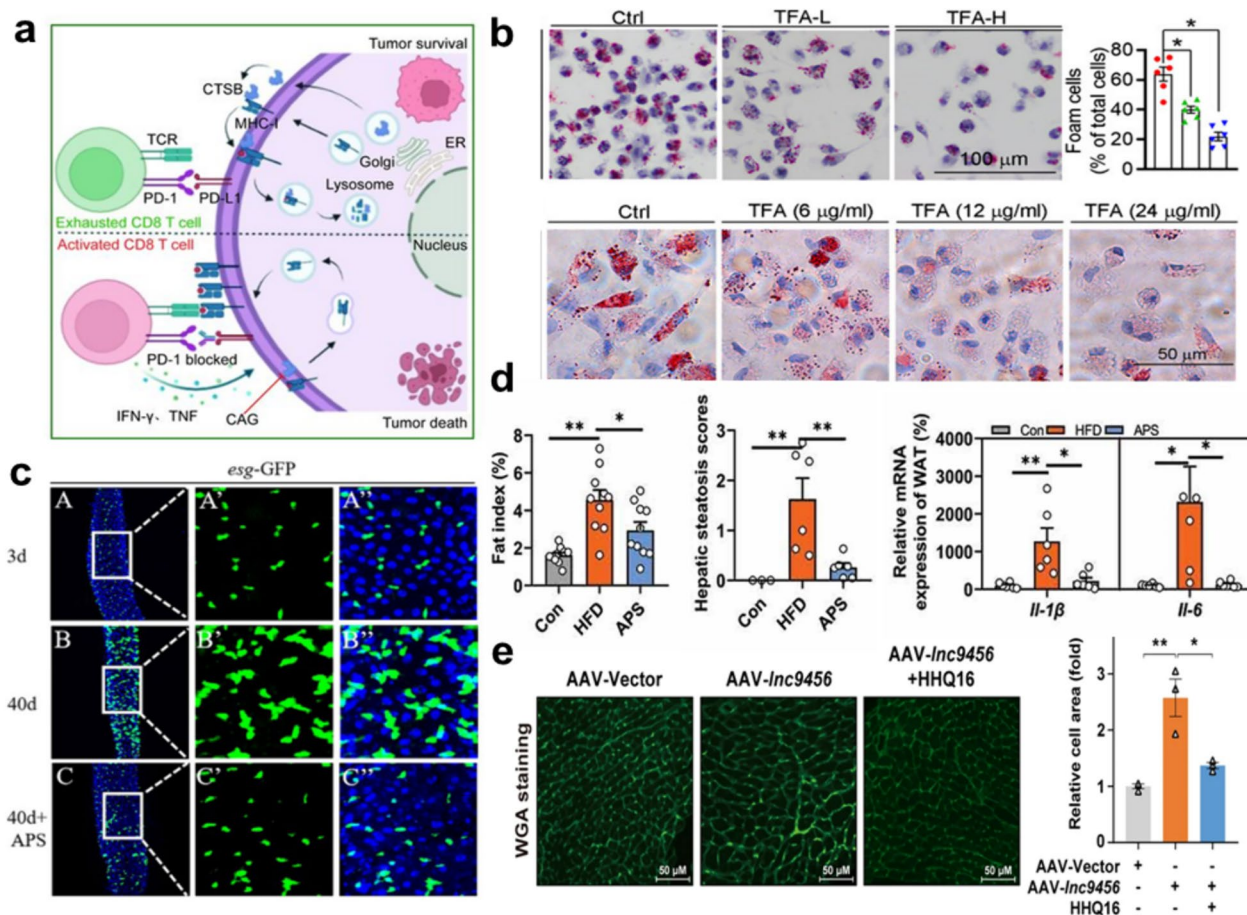 a
Tumor survival
CTSB
MHC-I
TCR
Golgi
ER
PD-1 PD-L1
Lysosome
Exhausted CD8 T cell
Activated CD8 T cell
Nucleus
PD-1 blocked
IFN-γ、TNF
CAG
Tumor death
b
Ctrl TFA-L TFA-H
100 μm
Foam cells
(% of total cells)
80
60
40
20
0
*
*
Ctrl TFA (6 μg/ml) TFA (12 μg/ml) TFA (24 μg/ml)
50 μm
c
esg-GFP
A A' A''
3d
B B' B''
40d
C C' C''
40d+
APS
d
Fat index (%)
8
6
4
2
0
** *
Con HFD APS
Hepatic steatosis scores
3
2
1
0
** **
Con HFD APS
Relative mRNA
expression of WAT (%)
Con HFD APS
4000
3000
2000
1000
0
** * * *
Il-1β Il-6
e
WGA staining
AAV-Vector AAV-lnc9456 AAV-lnc9456
+HHQ16
50 μM 50 μM 50 μM
Relative cell area (fold)
3
2
1
0
** *
AAV-Vector + - -
AAV-lnc9456 - + +
HHQ16 - - +